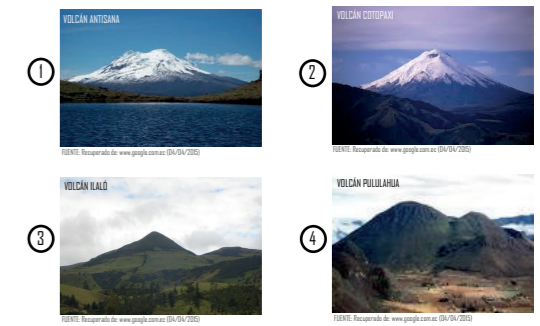 VOLCÁN ANTISANA
1
FUENTE: Recuperado de: www.google.com.ec (04/04/2015)
VOLCÁN COTOPAXI
2
FUENTE: Recuperado de: www.google.com.ec (04/04/2015)
VOLCÁN ILALÓ
3
FUENTE: Recuperado de: www.google.com.ec (04/04/2015)
VOLCÁN PULULAHUA
4
FUENTE: Recuperado de: www.google.com.ec (04/04/2015)